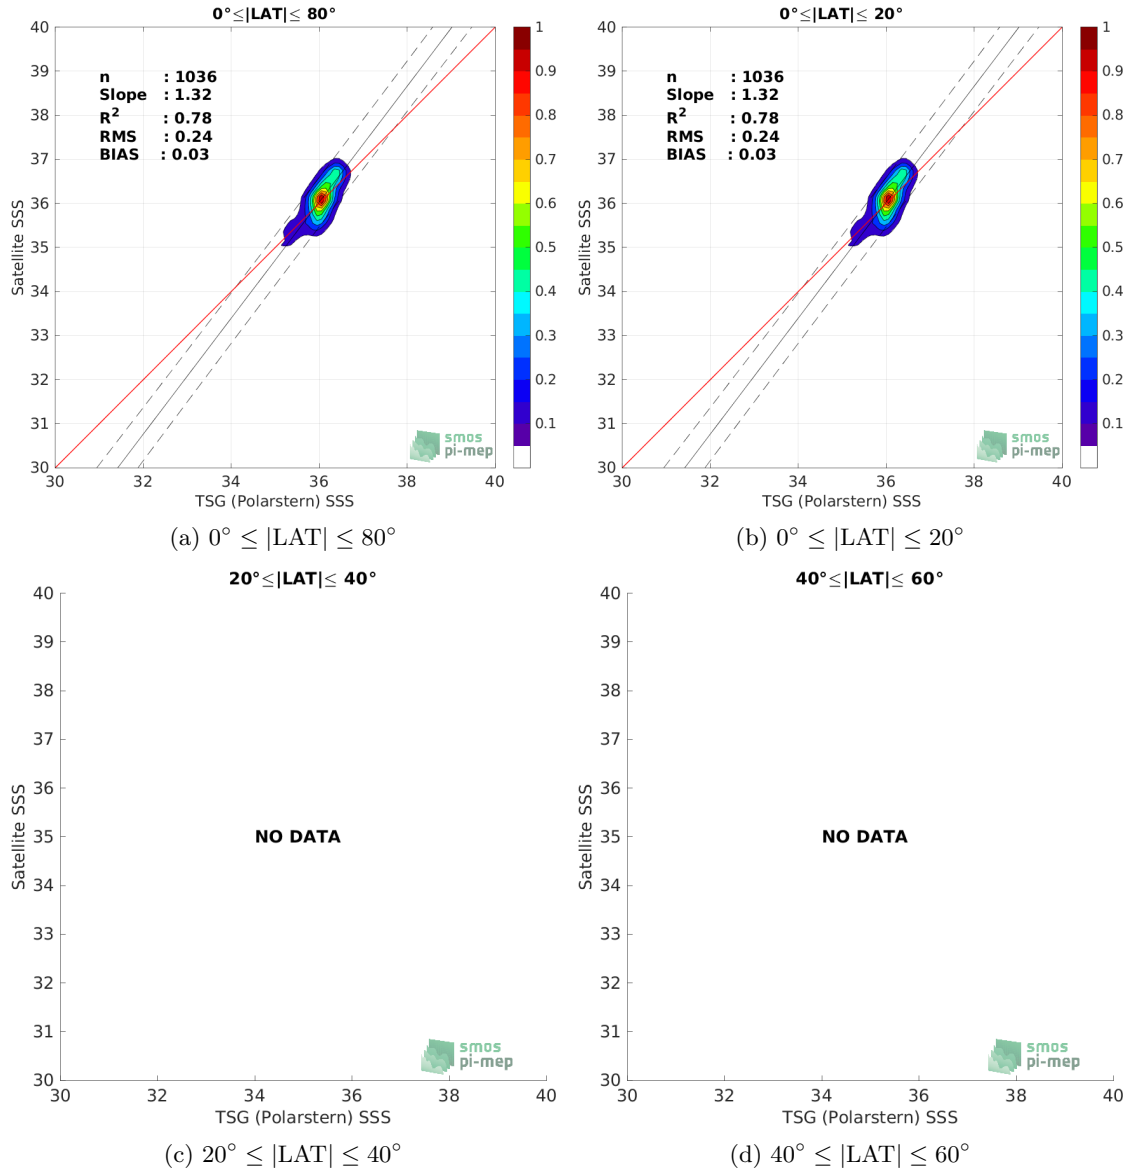 0°≤|LAT|≤ 80°
40
39
38
37
36
35
34
33
32
31
30
n : 1036
Slope : 1.32
R² : 0.78
RMS : 0.24
BIAS : 0.03
Satellite SSS
smos
pi-mep
30 32 34 36 38 40
TSG (Polarstern) SSS
1
0.9
0.8
0.7
0.6
0.5
0.4
0.3
0.2
0.1
(a) 0° ≤ |LAT| ≤ 80°
0°≤|LAT|≤ 20°
40
39
38
37
36
35
34
33
32
31
30
n : 1036
Slope : 1.32
R² : 0.78
RMS : 0.24
BIAS : 0.03
Satellite SSS
smos
pi-mep
30 32 34 36 38 40
TSG (Polarstern) SSS
1
0.9
0.8
0.7
0.6
0.5
0.4
0.3
0.2
0.1
(b) 0° ≤ |LAT| ≤ 20°
20°≤|LAT|≤ 40°
40
39
38
37
36
35
34
33
32
31
30
Satellite SSS
NO DATA
smos
pi-mep
30 32 34 36 38 40
TSG (Polarstern) SSS
(c) 20° ≤ |LAT| ≤ 40°
40°≤|LAT|≤ 60°
40
39
38
37
36
35
34
33
32
31
30
Satellite SSS
NO DATA
smos
pi-mep
30 32 34 36 38 40
TSG (Polarstern) SSS
(d) 40° ≤ |LAT| ≤ 60°